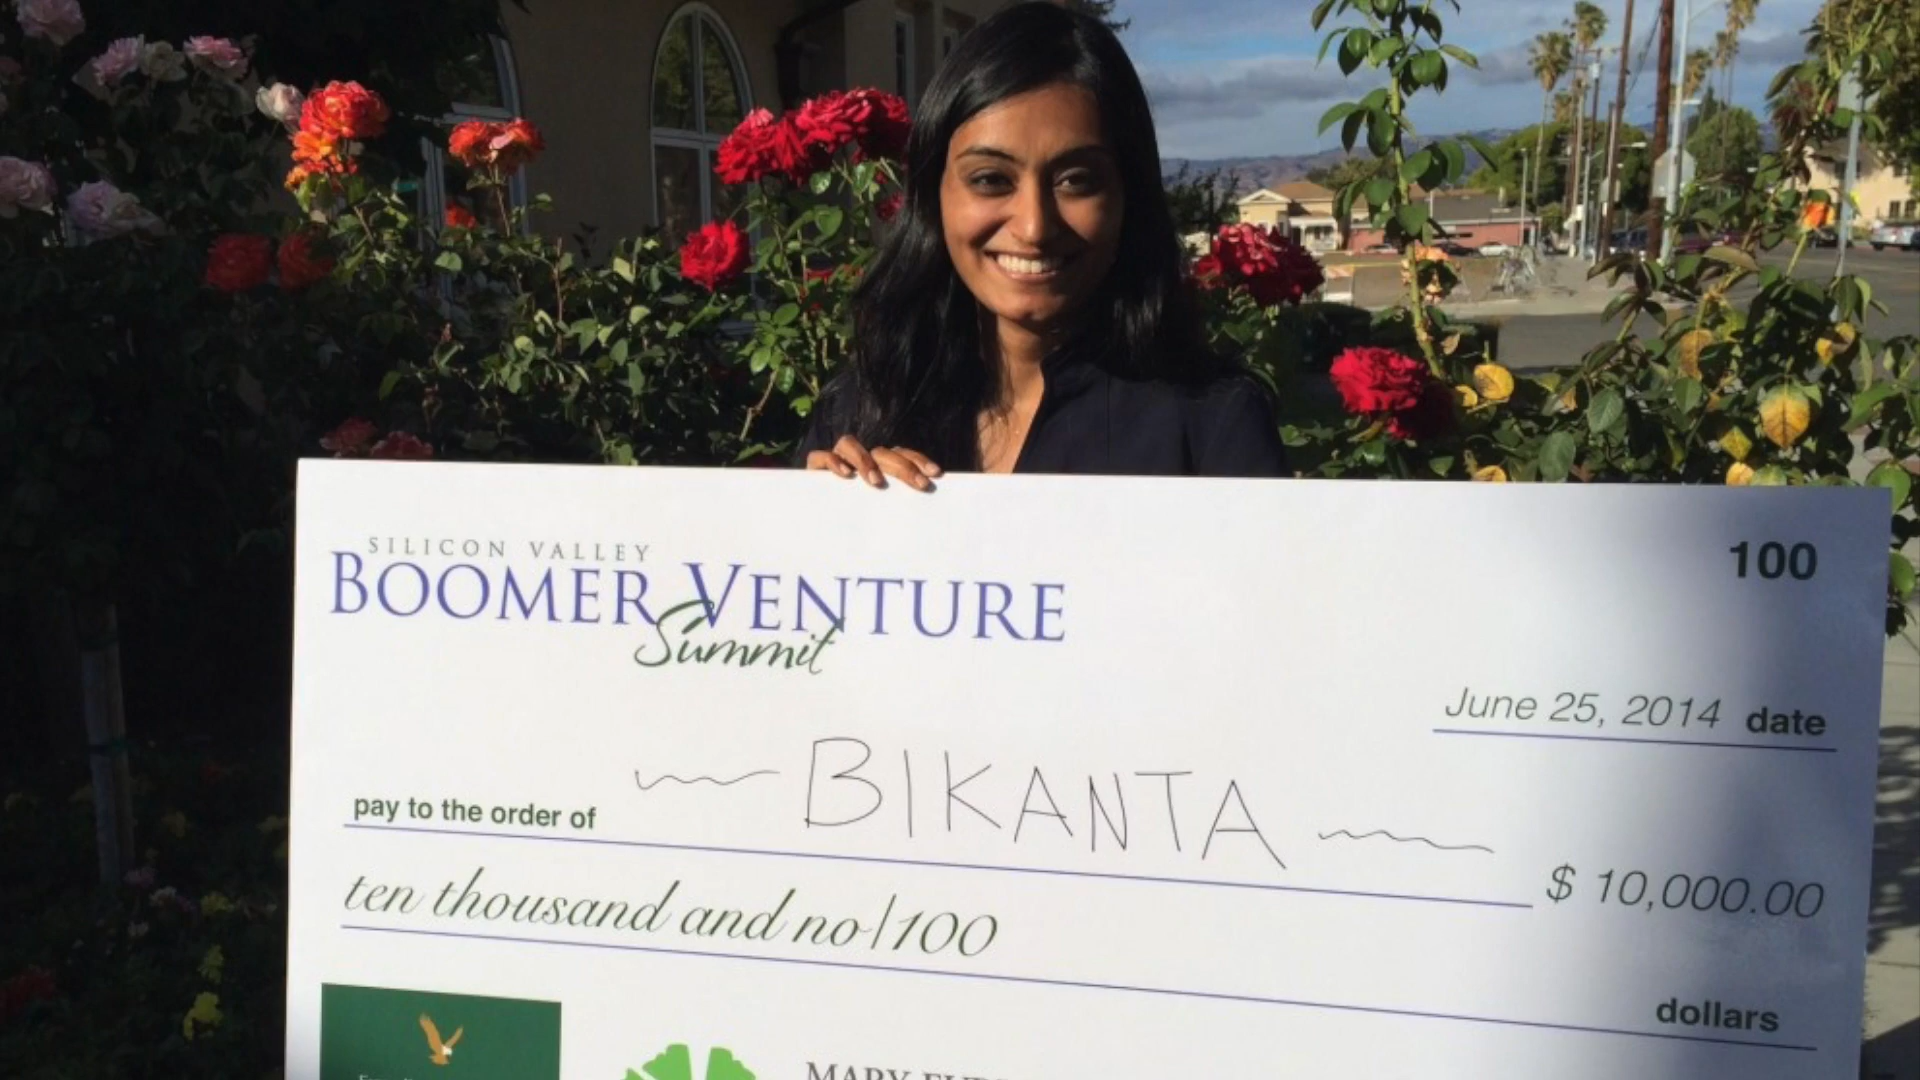 SILICON VALLEY
BOOMER VENTURE
Summit
100
June 25, 2014 date
pay to the order of ~ BIKANTA ~
$ 10,000.00
ten thousand and no/100
dollars
MARY